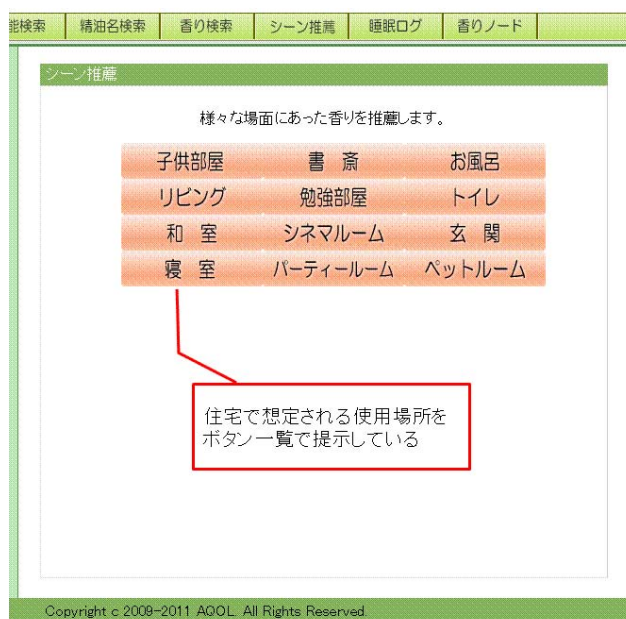 能検索 精油名検索 香り検索 シーン推薦 睡眠ログ 香りノード
シーン推薦
様々な場面にあった香りを推薦します。
子供部屋 書 斎 お風呂
リビング 勉強部屋 トイレ
和 室 シネマルーム 玄 関
寝 室 パーティールーム ペットルーム
住宅で想定される使用場所を
ボタン一覧で提示している
Copyright c 2009-2011 AQOL. All Rights Reserved.